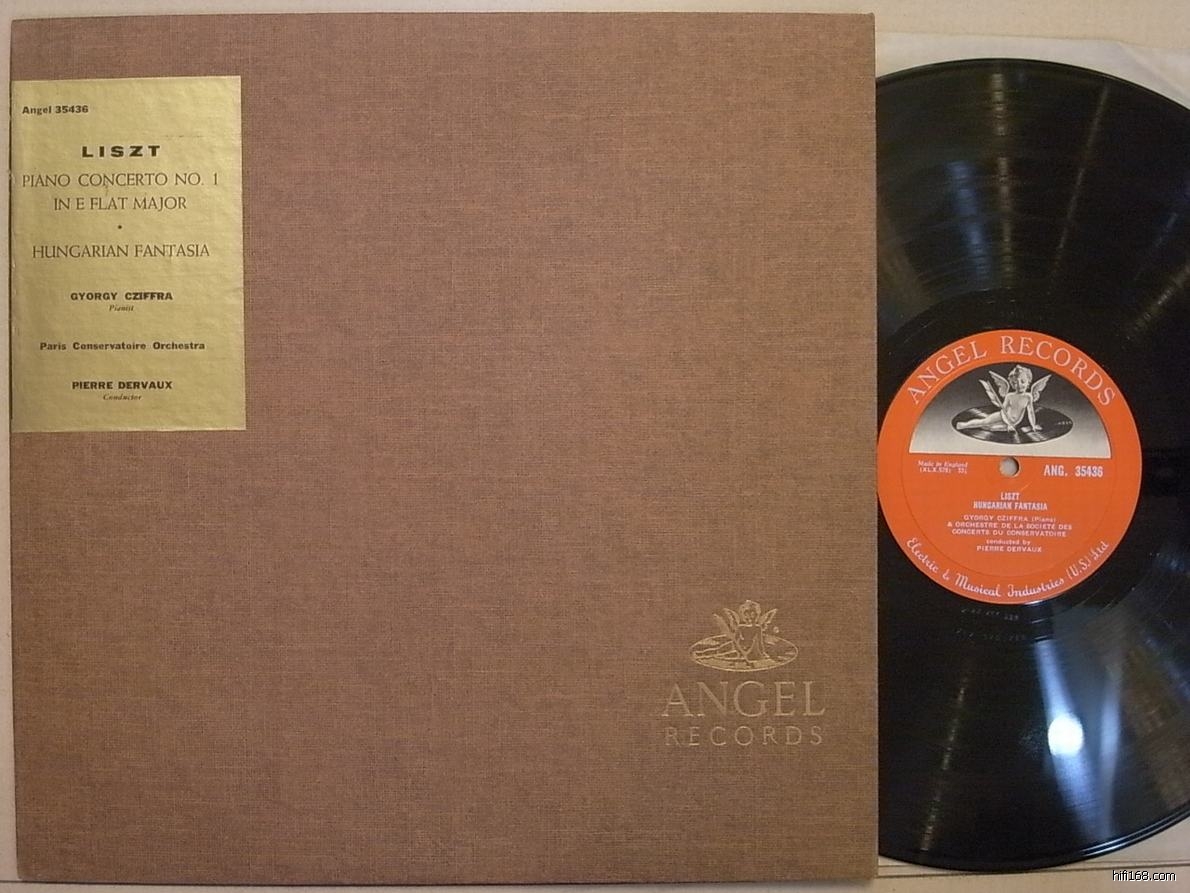 Angel 35436
LISZT
PIANO CONCERTO NO. 1
IN E FLAT MAJOR
•
HUNGARIAN FANTASIA
GYORGY CZIFFRA
Pianist
Paris Conservatoire Orchestra
PIERRE DERVAUX
Conductor
ANGEL
RECORDS
ANGEL RECORDS
Made in England
ANG. 35436
LISZT
HUNGARIAN FANTASIA
GYORGY CZIFFRA (Piano)
& ORCHESTRE DE LA SOCIETE DES
CONCERTS DU CONSERVATOIRE
conducted by
PIERRE DERVAUX
Electric & Musical Industries (U.S.) Ltd
hifi168.com